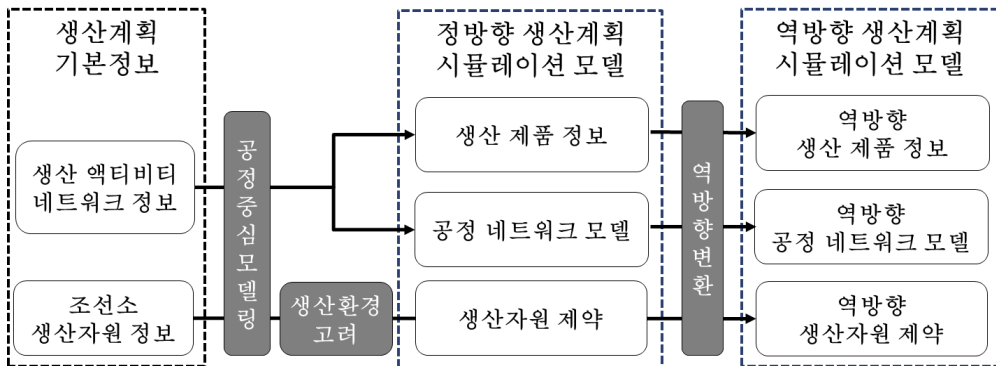 생산계획
기본정보
생산 액티비티
네트워크 정보
조선소
생산자원 정보
공정중심모델링
생산환경
고려
정방향 생산계획
시뮬레이션 모델
생산 제품 정보
공정 네트워크 모델
생산자원 제약
역방향변환
역방향 생산계획
시뮬레이션 모델
역방향
생산 제품 정보
역방향
공정 네트워크 모델
역방향
생산자원 제약